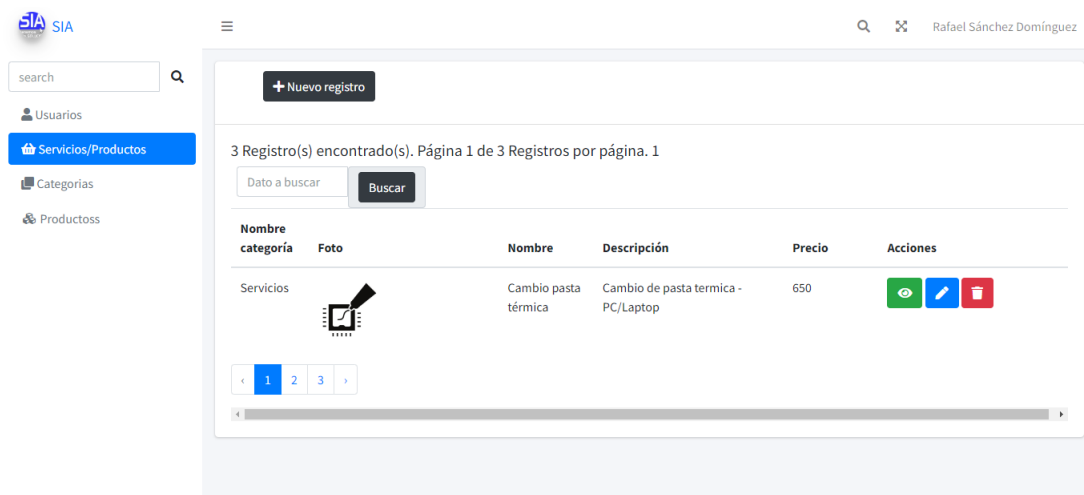 SIA SIA
Rafael Sánchez Domínguez
search
Usuarios
Servicios/Productos
Categorias
Productoss
+ Nuevo registro
3 Registro(s) encontrado(s). Página 1 de 3 Registros por página. 1
Dato a buscar Buscar
Nombre
categoría Foto Nombre Descripción Precio Acciones
Servicios Cambio pasta Cambio de pasta termica - 650
térmica PC/Laptop
‹ 1 2 3 ›